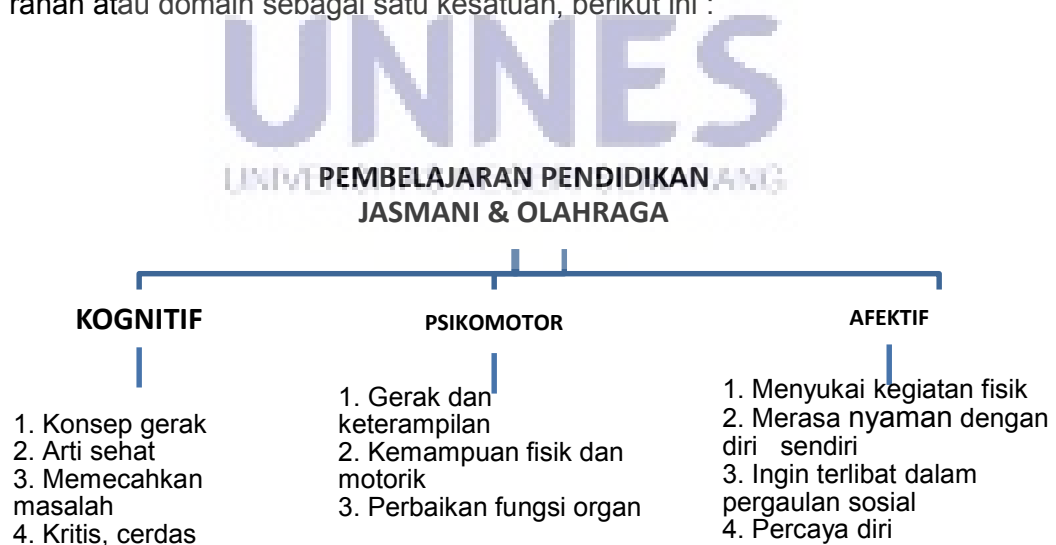 ranah atau domain sebagai satu kesatuan, berikut ini :
UNNES
PEMBELAJARAN PENDIDIKAN
JASMANI & OLAHRAGA
KOGNITIF
1. Konsep gerak
2. Arti sehat
3. Memecahkan
masalah
4. Kritis, cerdas
PSIKOMOTOR
1. Gerak dan
keterampilan
2. Kemampuan fisik dan
motorik
3. Perbaikan fungsi organ
AFEKTIF
1. Menyukai kegiatan fisik
2. Merasa nyaman dengan
diri sendiri
3. Ingin terlibat dalam
pergaulan sosial
4. Percaya diri